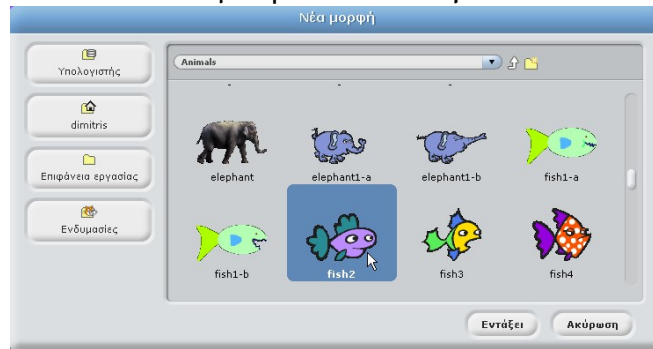 Νέα μορφή
Υπολογιστής
Animals
dimitris
Επιφάνεια εργασίας
elephant elephant1-a elephant1-b fish1-a
Ενδυμασίες
fish1-b fish2 fish3 fish4
Εντάξει Ακύρωση